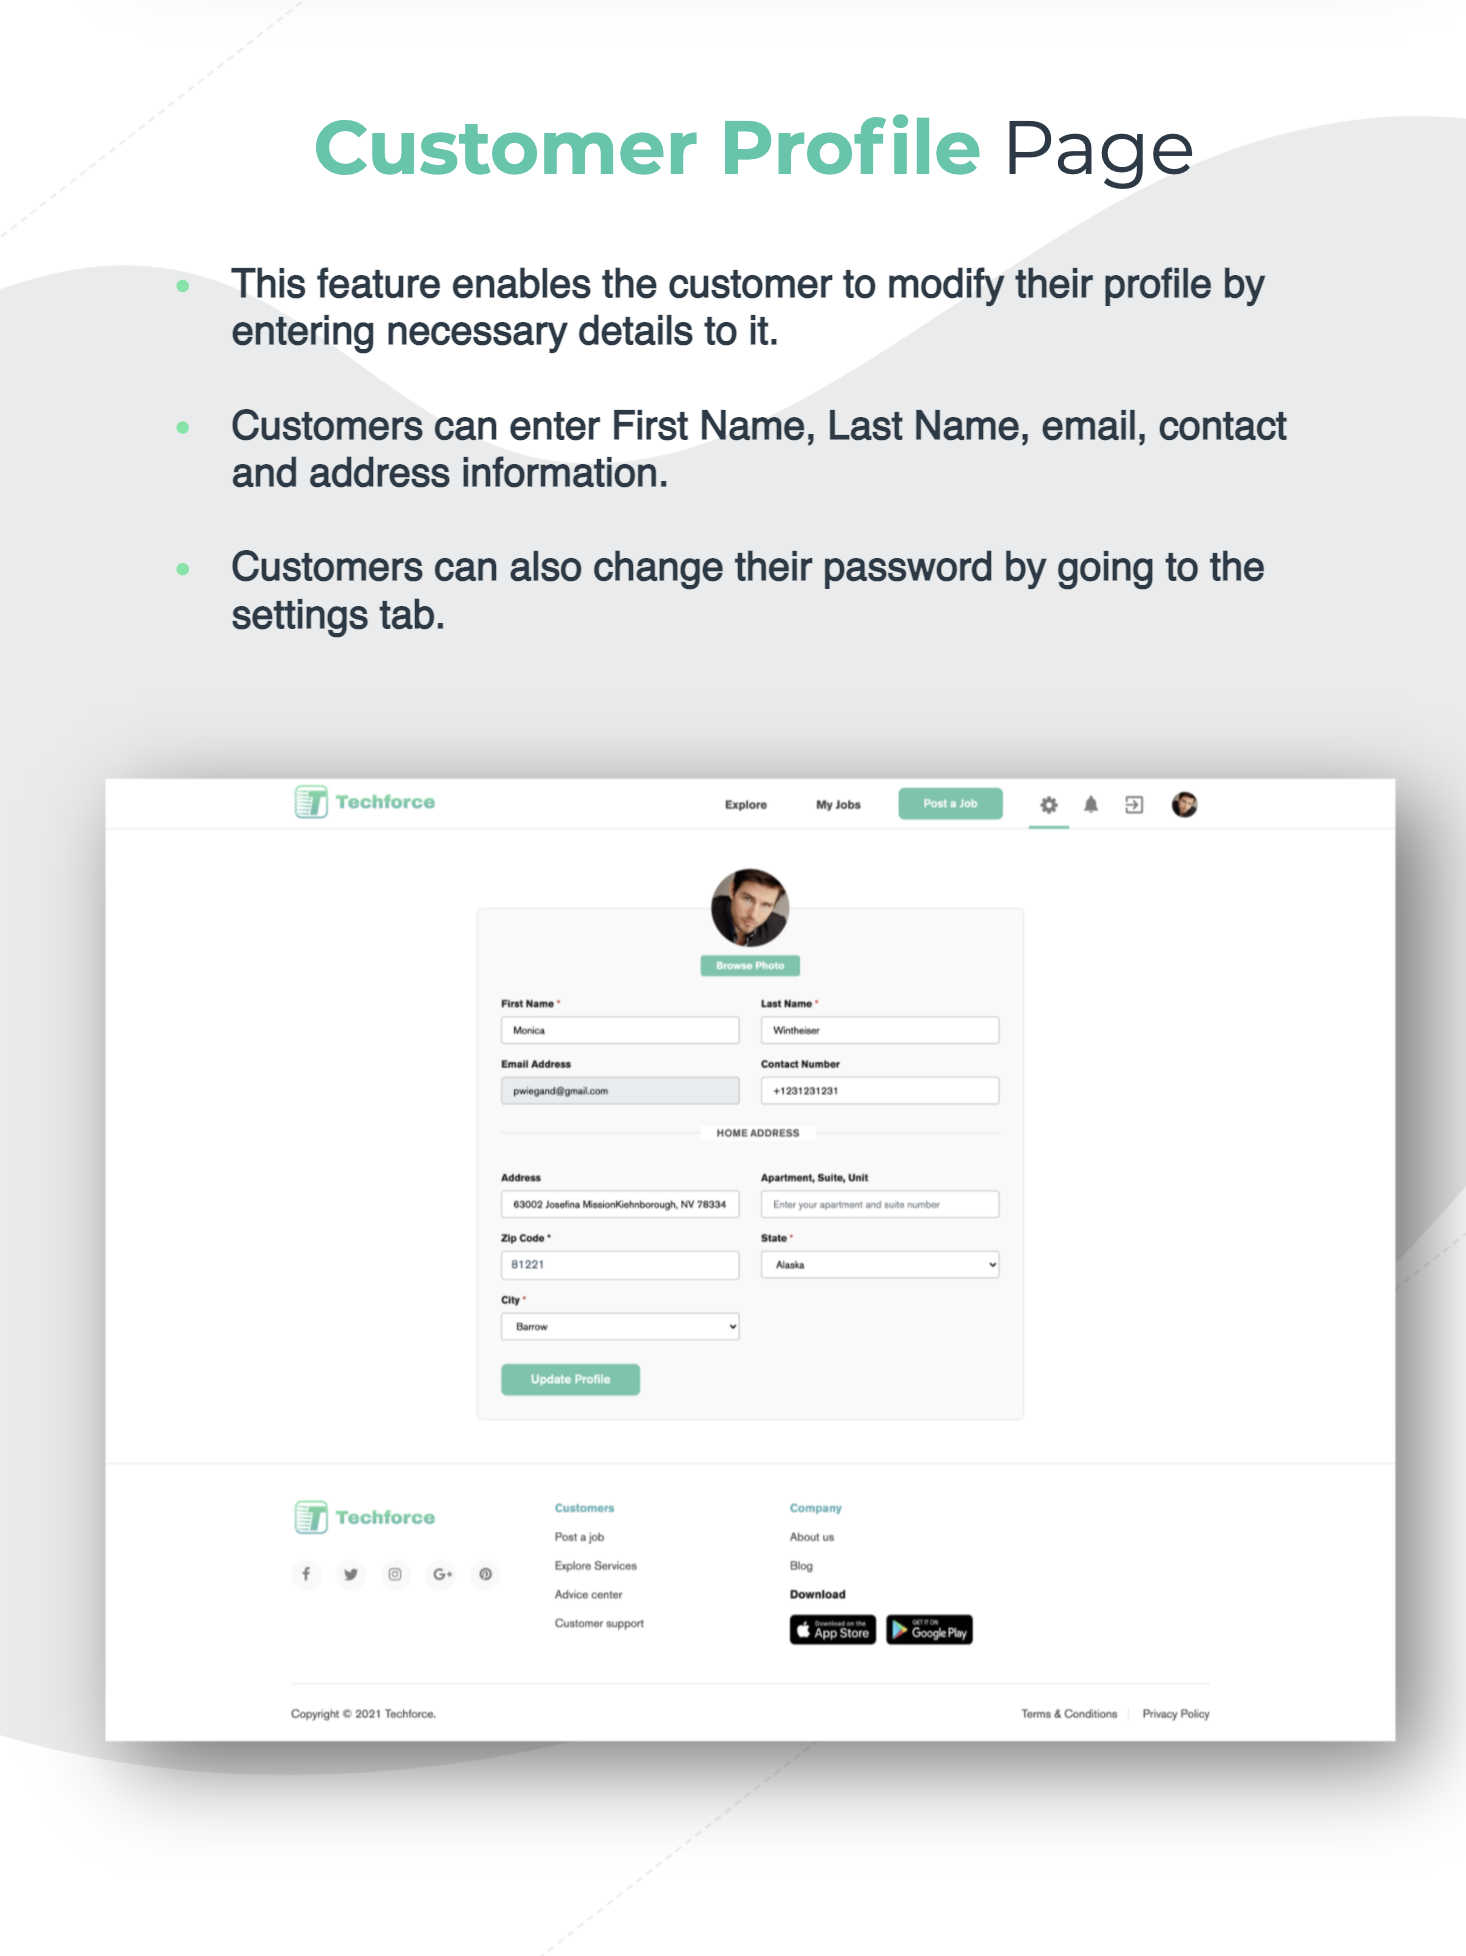 Customer Profile Page
This feature enables the customer to modify their profile by
entering necessary details to it.
Customers can enter First Name, Last Name, email, contact
and address information.
Customers can also change their password by going to the
settings tab.
Techforce
Explore
My Jobs
Post a Job
Browse Photo
First Name *
Last Name *
Monica
Wintheiser
Email Address
Contact Number
pwiegand@gmail.com
+1231231231
HOME ADDRESS
Address
Apartment, Suite, Unit
63002 Josefina MissionKiehnborough, NV 78334
Enter your apartment and suite number
Zip Code *
State *
81221
Alaska
City *
Barrow
Update Profile
Techforce
Customers
Post a job
Explore Services
Advice center
Customer support
Company
About us
Blog
Download
Download on the
App Store
GET IT ON
Google Play
Copyright © 2021 Techforce.
Terms & Conditions
Privacy Policy